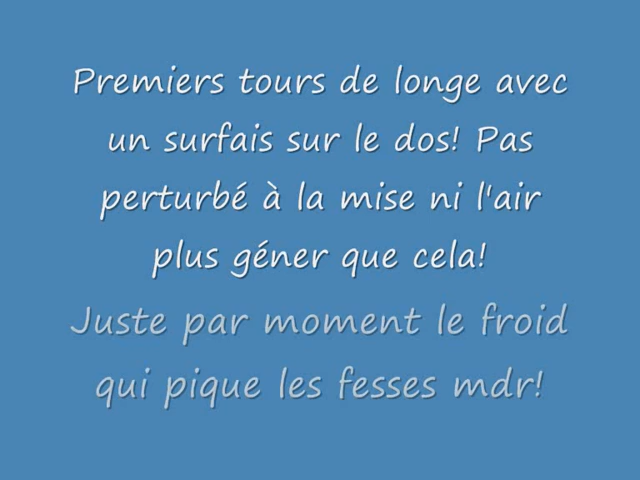 Premiers tours de longe avec
un surfais sur le dos! Pas
perturbé à la mise ni l'air
plus géner que cela!
Juste par moment le froid
qui pique les fesses mdr!